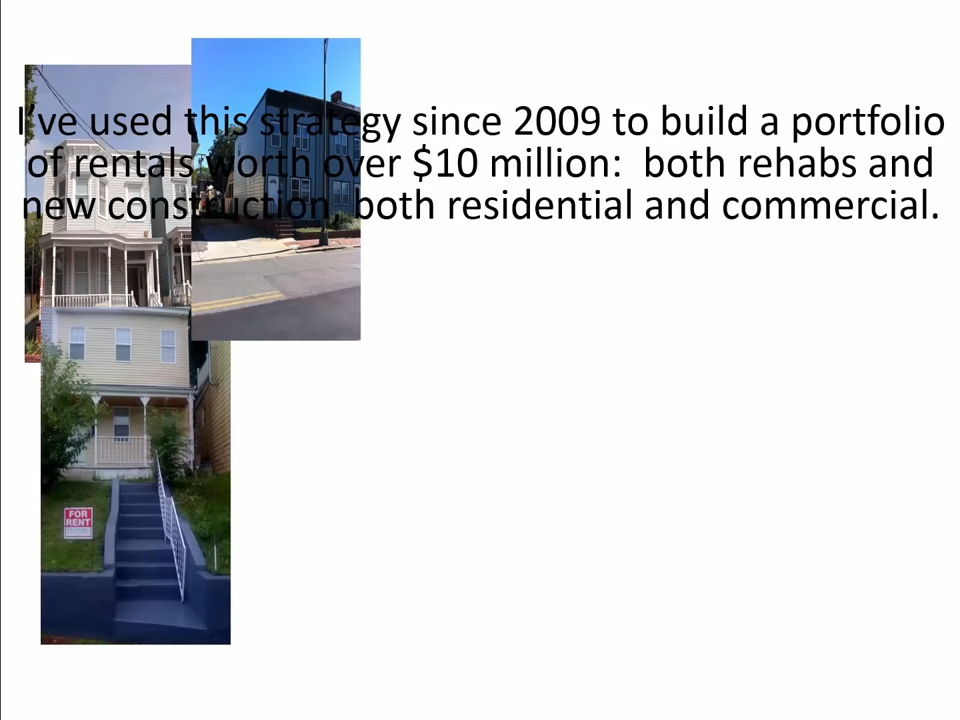 I've used this strategy since 2009 to build a portfolio
of rentals worth over $10 million:  both rehabs and
new construction, both residential and commercial.
FOR
RENT